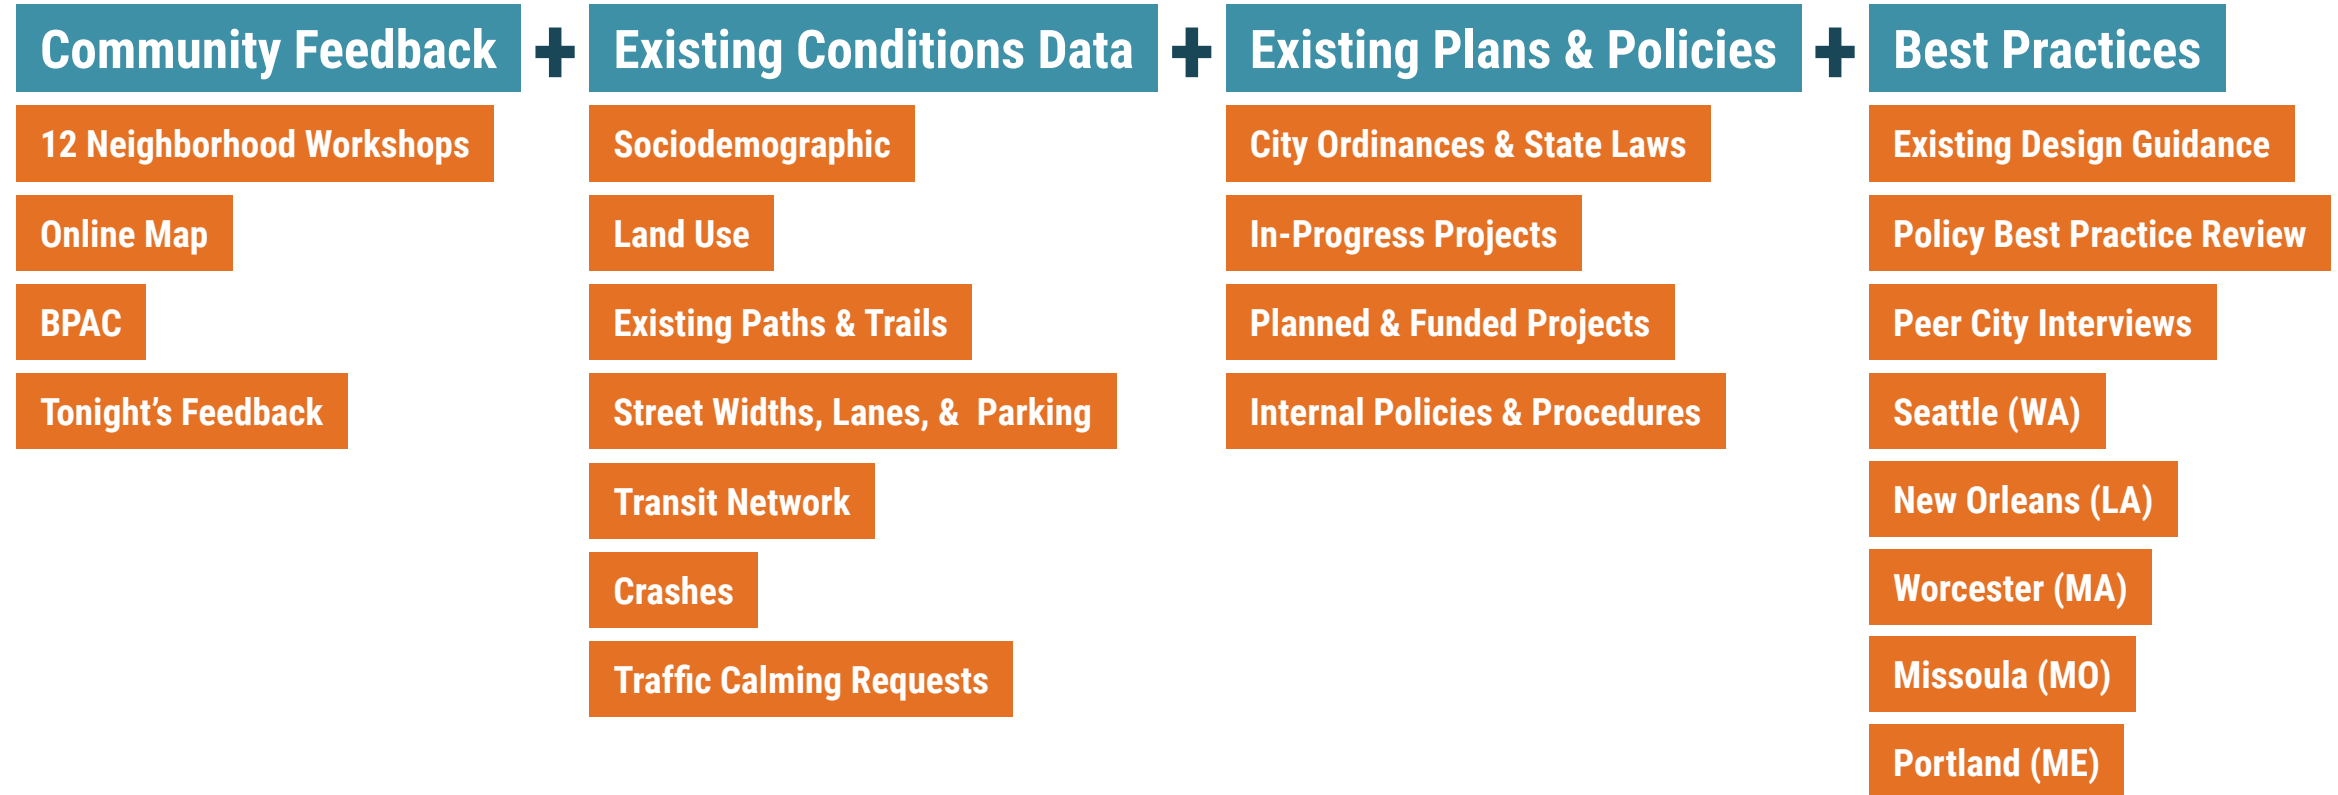 Community Feedback + Existing Conditions Data + Existing Plans & Policies + Best Practices
12 Neighborhood Workshops
Online Map
BPAC
Tonight’s Feedback
Sociodemographic
Land Use
Existing Paths & Trails
Street Widths, Lanes, & Parking
Transit Network
Crashes
Traffic Calming Requests
City Ordinances & State Laws
In-Progress Projects
Planned & Funded Projects
Internal Policies & Procedures
Existing Design Guidance
Policy Best Practice Review
Peer City Interviews
Seattle (WA)
New Orleans (LA)
Worcester (MA)
Missoula (MO)
Portland (ME)